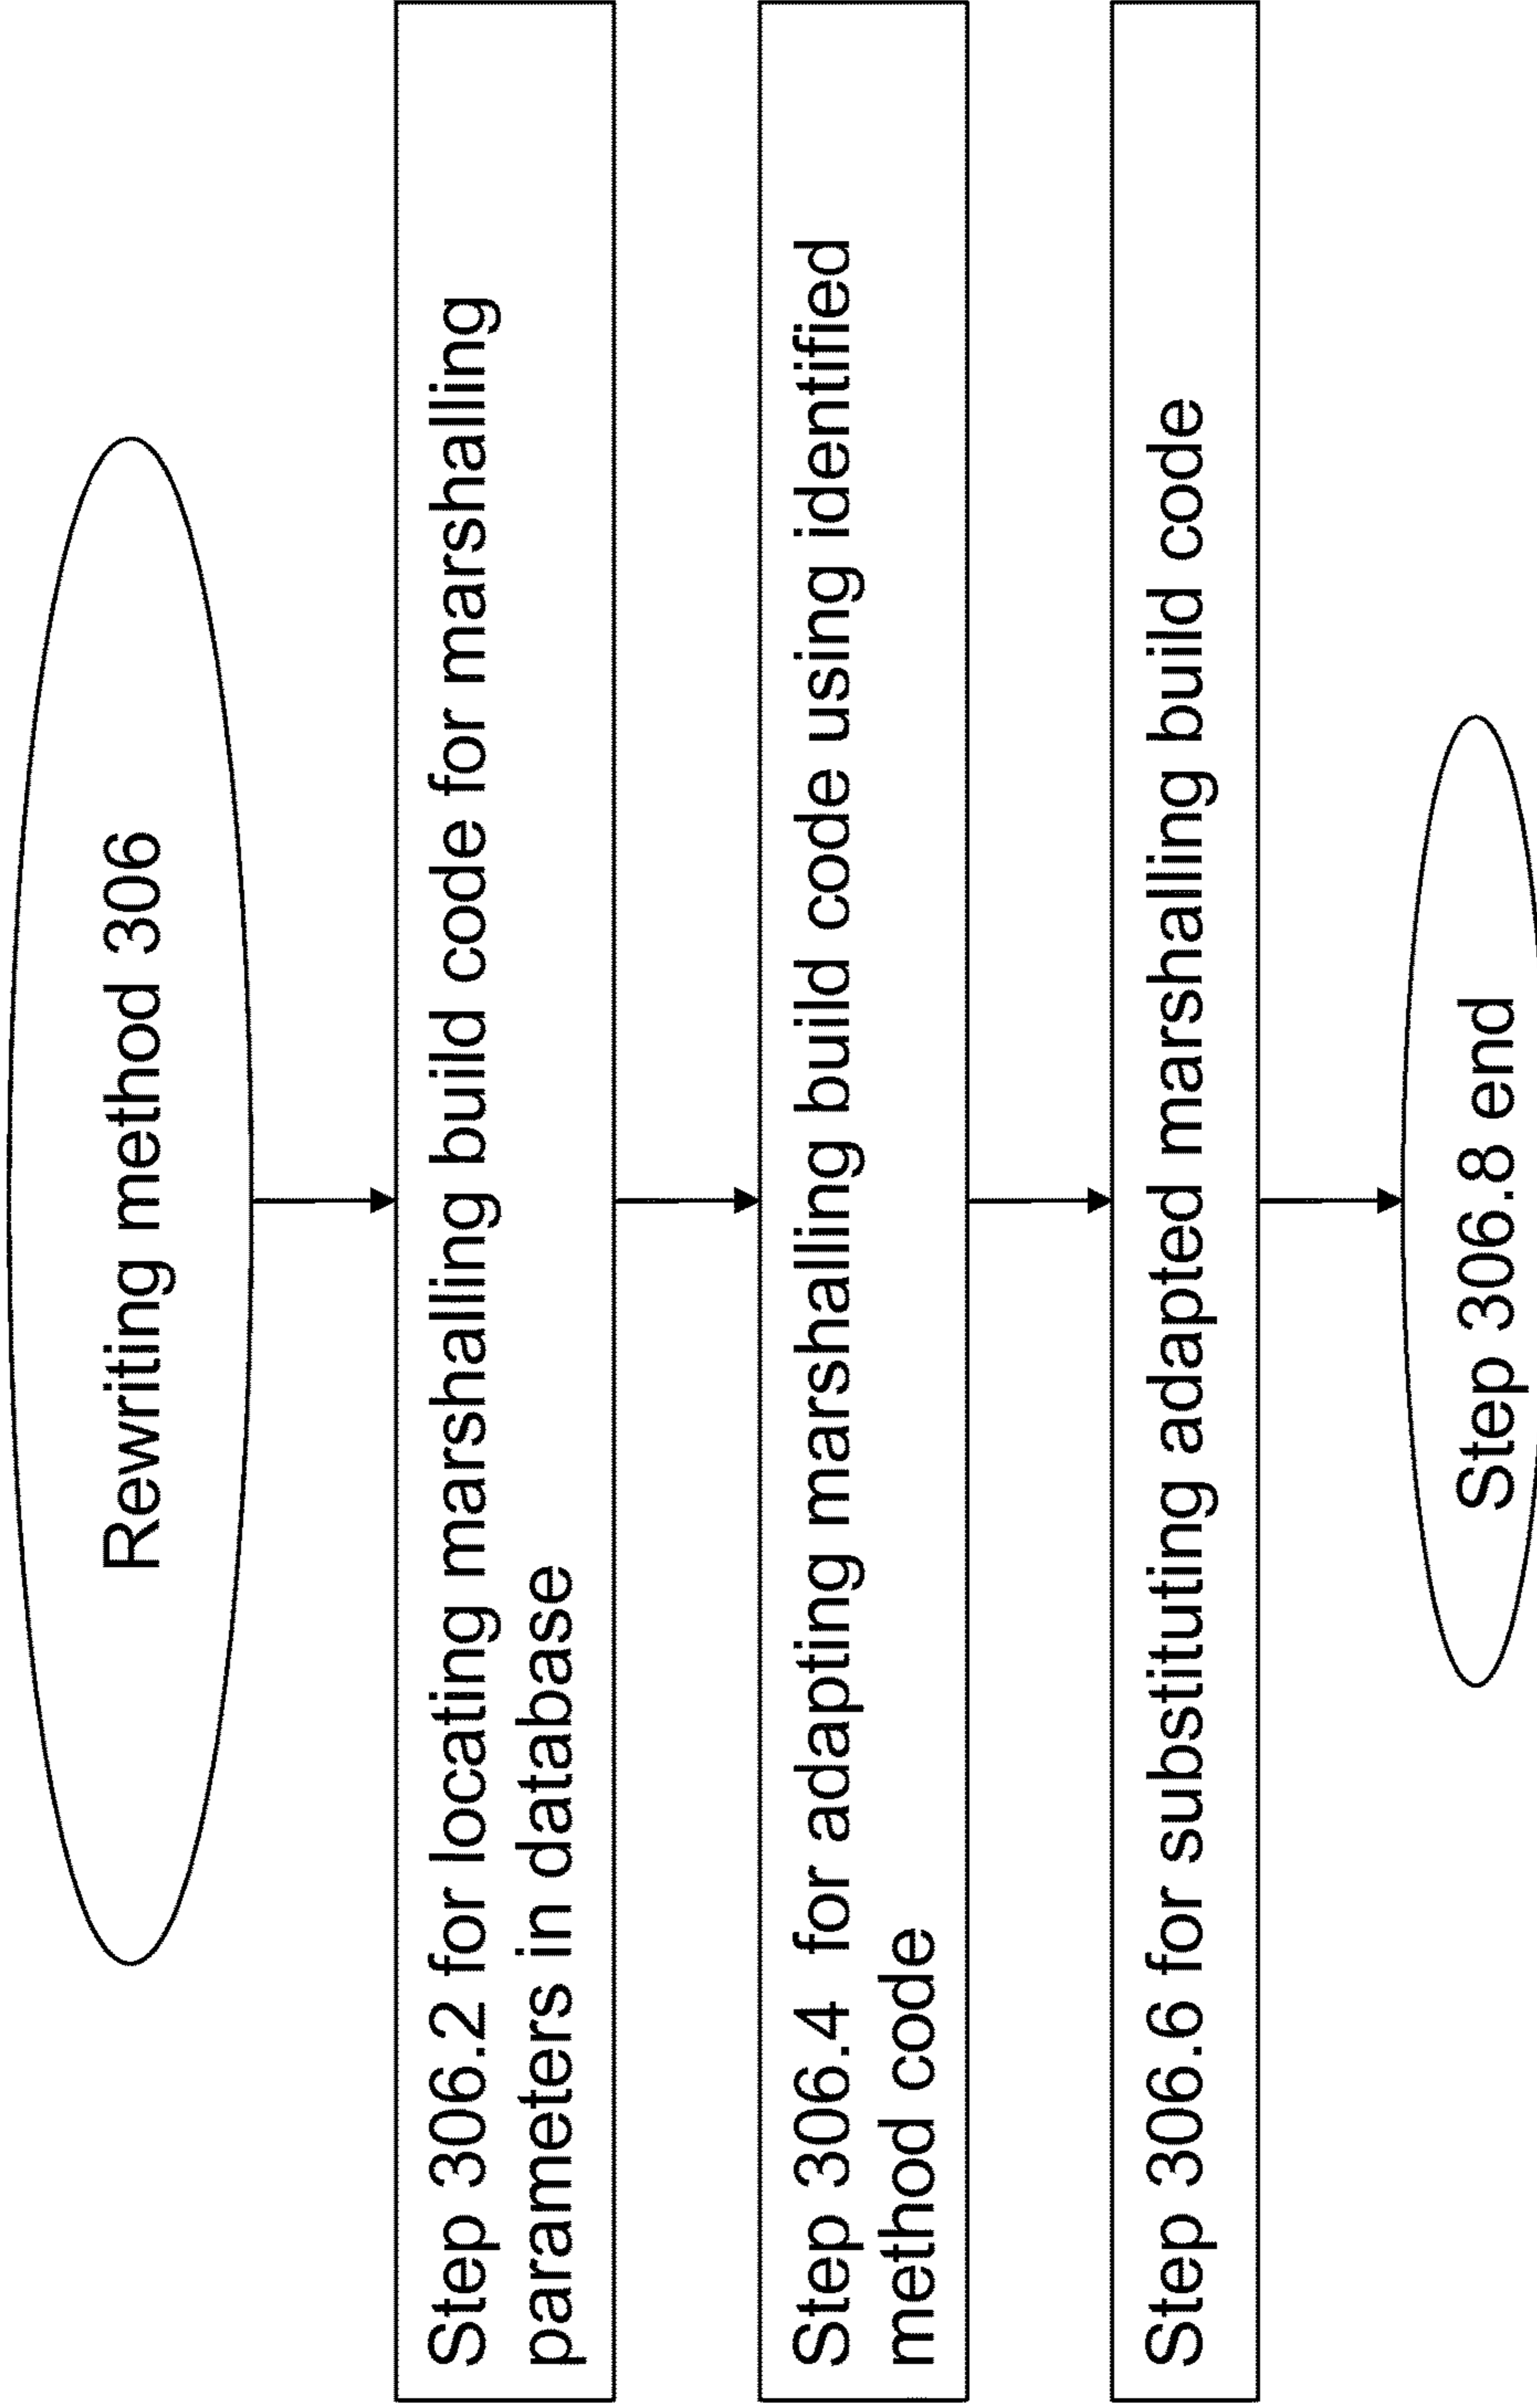 Rewriting method 306
Step 306.2 for locating marshalling build code for marshalling
parameters in database
Step 306.4 for adapting marshalling build code using identified
method code
Step 306.6 for substituting adapted marshalling build code
Step 306.8 end